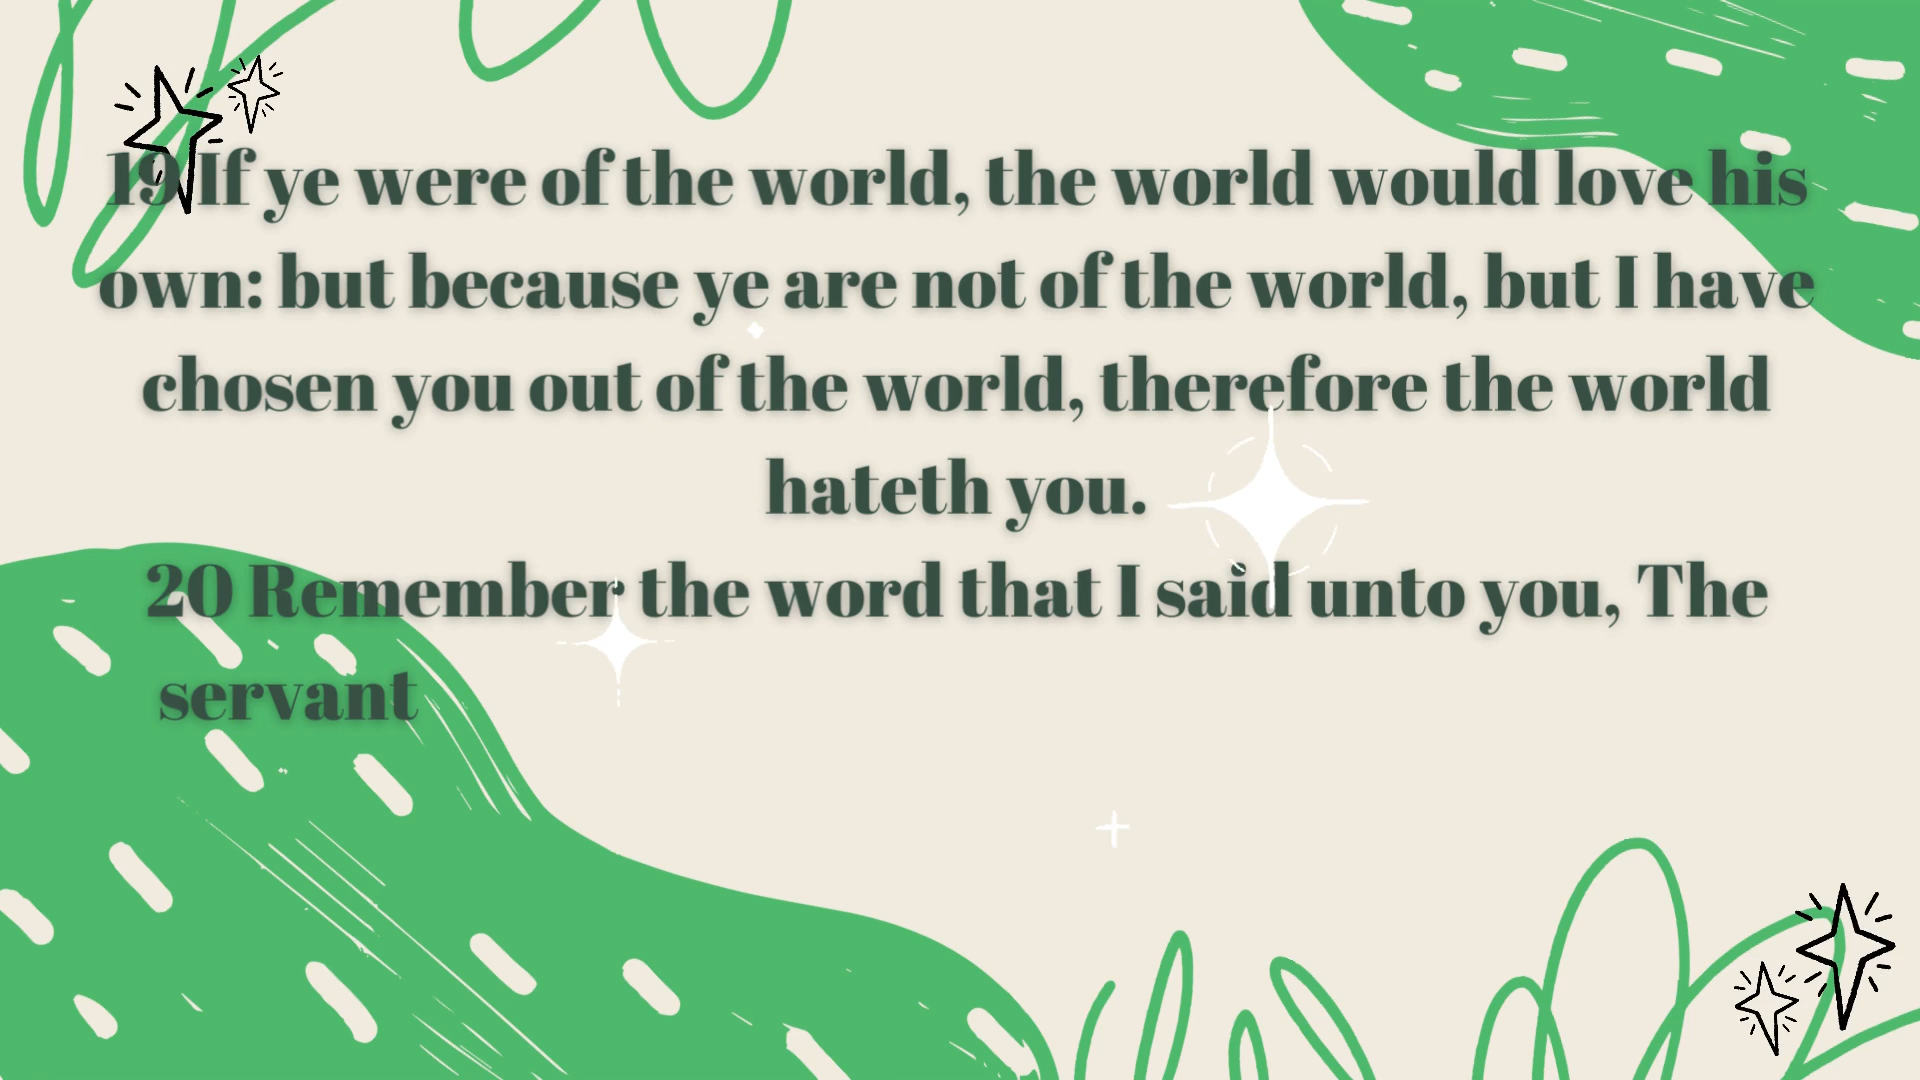 19 If ye were of the world, the world would love his
own: but because ye are not of the world, but I have
chosen you out of the world, therefore the world
hateth you.
20 Remember the word that I said unto you, The
servant